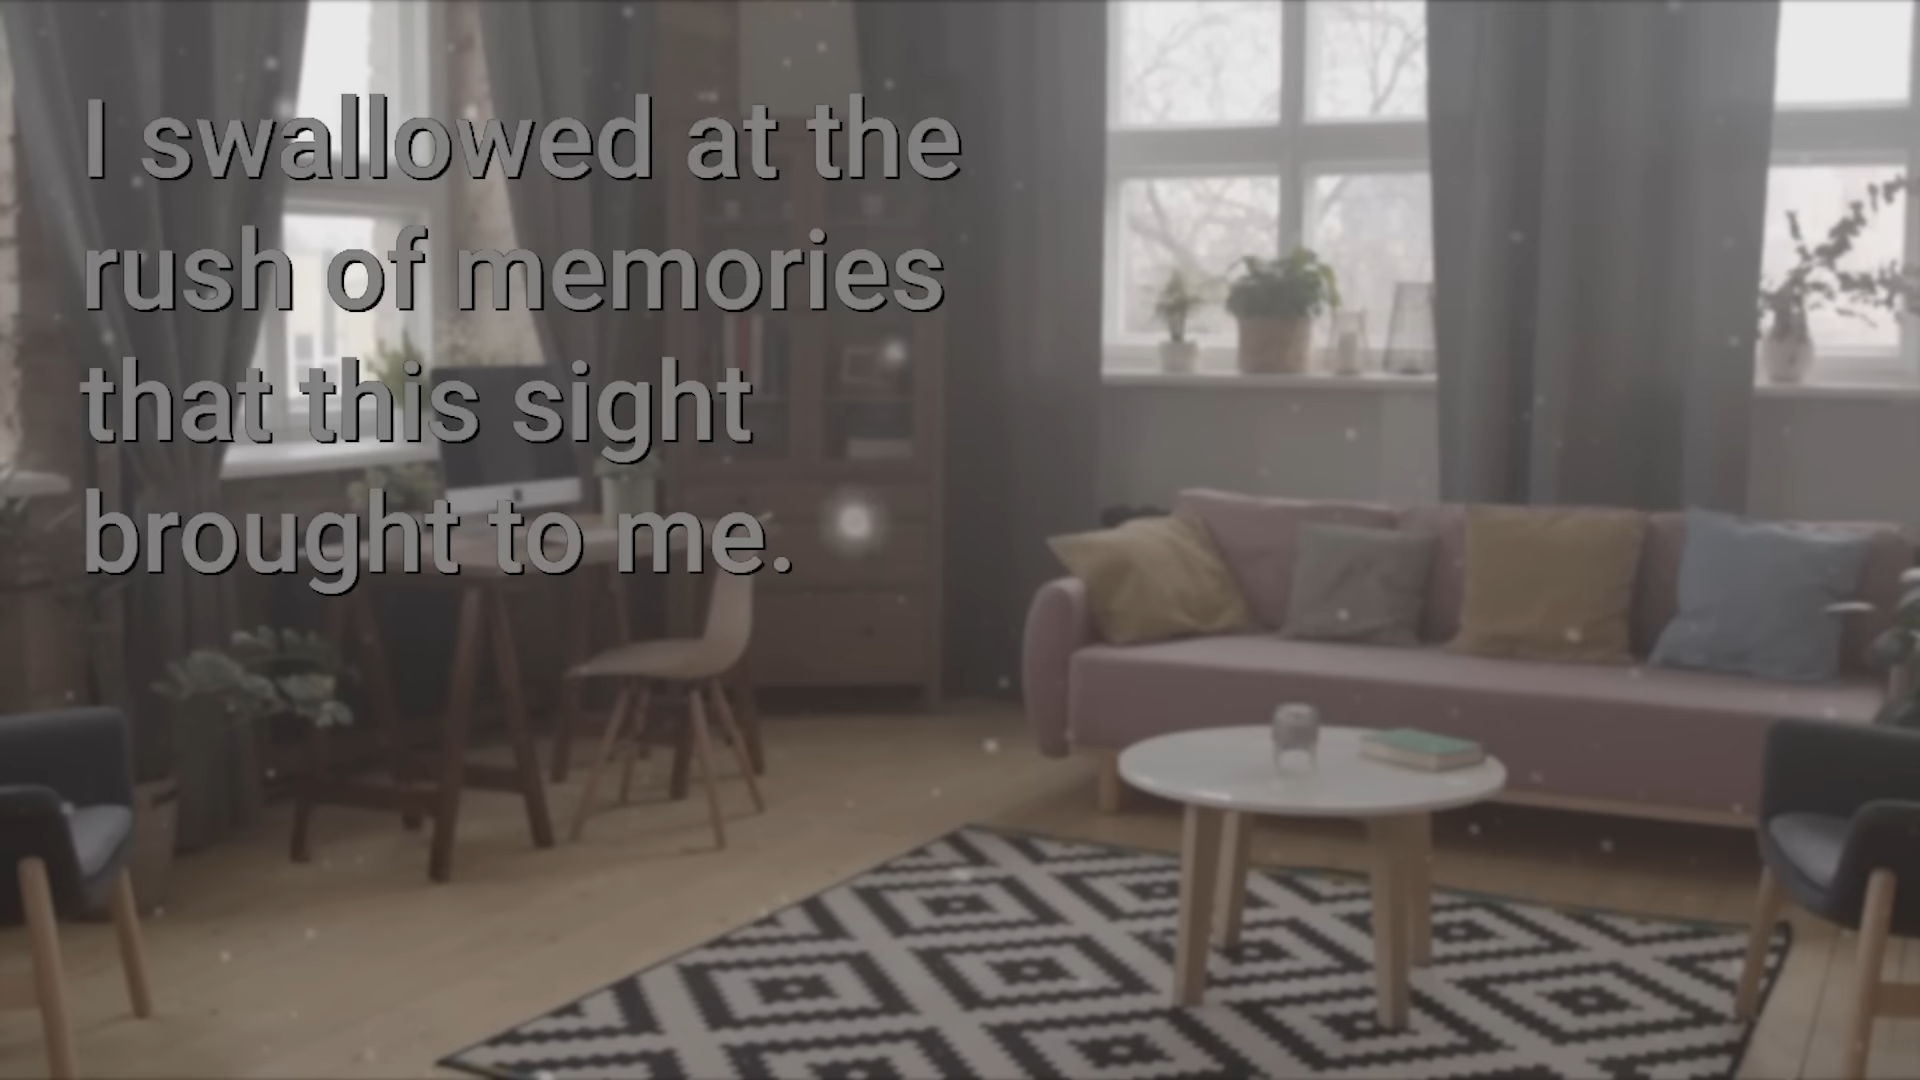 I swallowed at the
rush of memories
that this sight
brought to me.